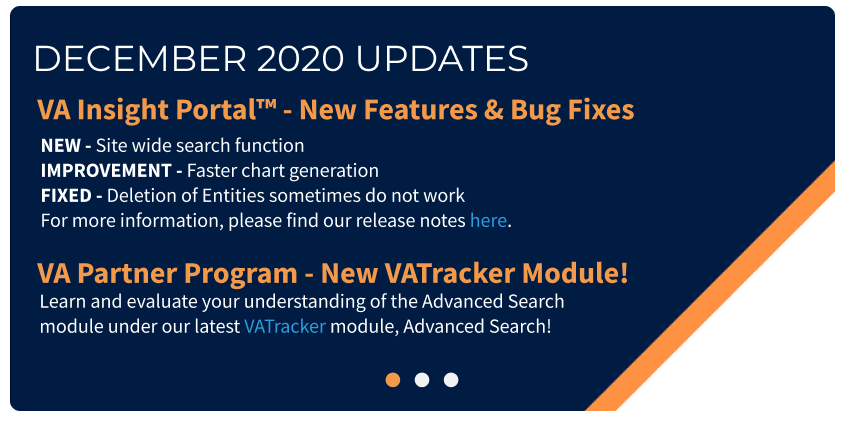 DECEMBER 2020 UPDATES
VA Insight Portal™ - New Features & Bug Fixes
NEW - Site wide search function
IMPROVEMENT - Faster chart generation
FIXED - Deletion of Entities sometimes do not work
For more information, please find our release notes here.
VA Partner Program - New VATracker Module!
Learn and evaluate your understanding of the Advanced Search
module under our latest VATracker module, Advanced Search!